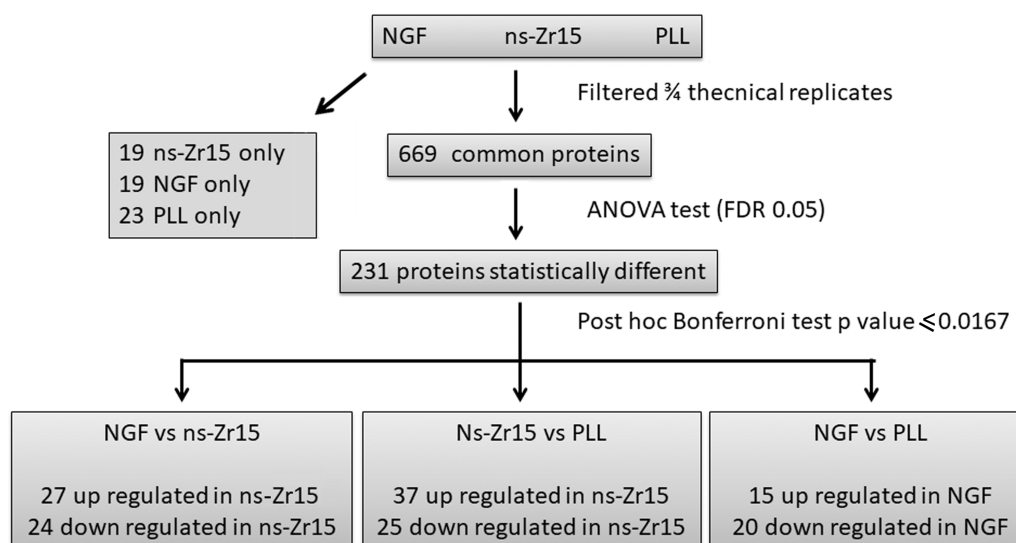 NGF ns-Zr15 PLL
Filtered ¾ thecnical replicates
19 ns-Zr15 only
19 NGF only
23 PLL only
669 common proteins
ANOVA test (FDR 0.05)
231 proteins statistically different
Post hoc Bonferroni test p value ⩽0.0167
NGF vs ns-Zr15
27 up regulated in ns-Zr15
24 down regulated in ns-Zr15
Ns-Zr15 vs PLL
37 up regulated in ns-Zr15
25 down regulated in ns-Zr15
NGF vs PLL
15 up regulated in NGF
20 down regulated in NGF